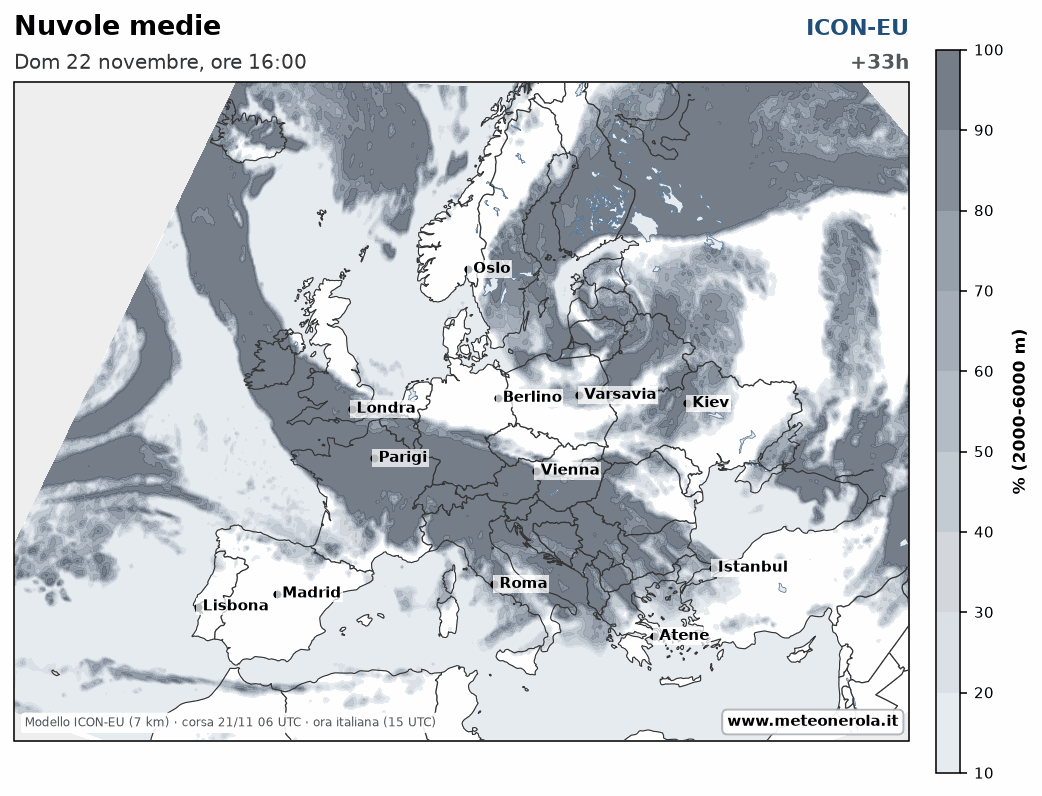 Nuvole medie
ICON-EU
Dom 22 novembre, ore 16:00
+33h
100
90
80
70
60
50
40
30
20
10
% (2000-6000 m)
Oslo
Londra
Berlino
Varsavia
Kiev
Parigi
Vienna
Istanbul
Roma
Madrid
Lisbona
Atene
Modello ICON-EU (7 km) · corsa 21/11 06 UTC · ora italiana (15 UTC)
www.meteonerola.it